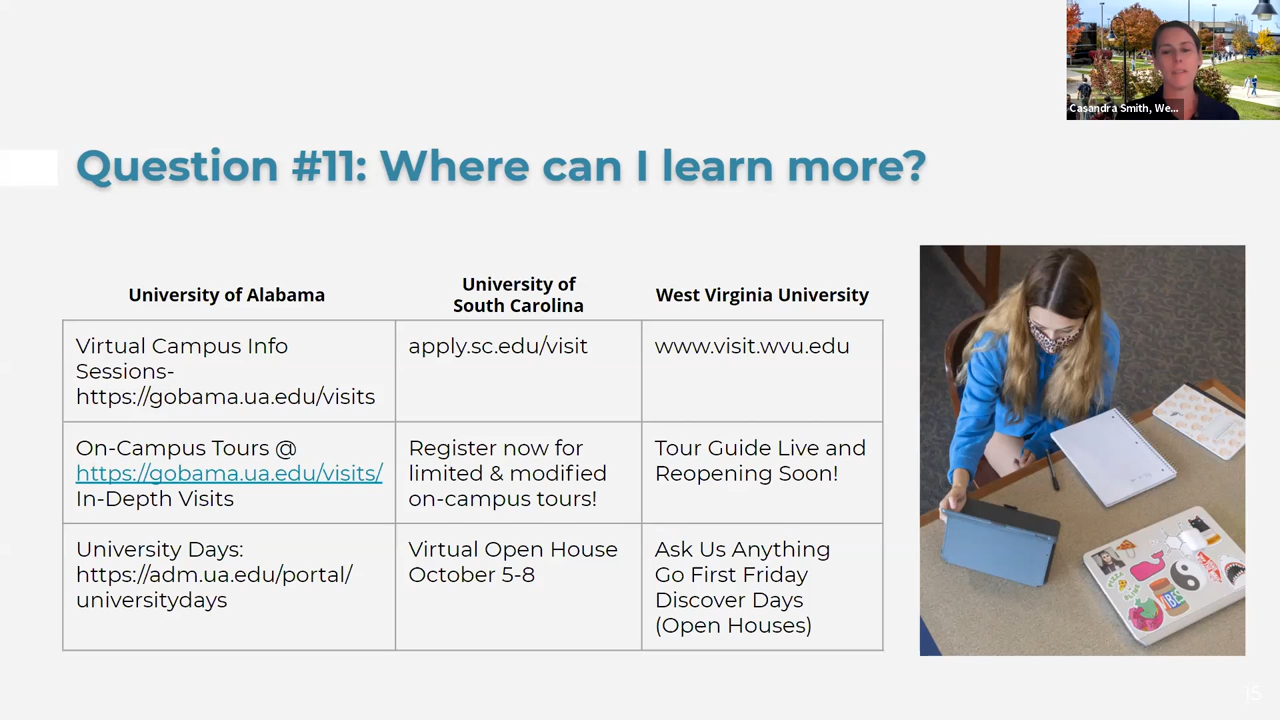 Casandra Smith, We...
Question #11: Where can I learn more?
University of Alabama
University of
South Carolina
West Virginia University
Virtual Campus Info
Sessions-
https://gobama.ua.edu/visits
apply.sc.edu/visit
www.visit.wvu.edu
On-Campus Tours @
https://gobama.ua.edu/visits/
In-Depth Visits
Register now for
limited & modified
on-campus tours!
Tour Guide Live and
Reopening Soon!
University Days:
https://adm.ua.edu/portal/
universitydays
Virtual Open House
October 5-8
Ask Us Anything
Go First Friday
Discover Days
(Open Houses)
15